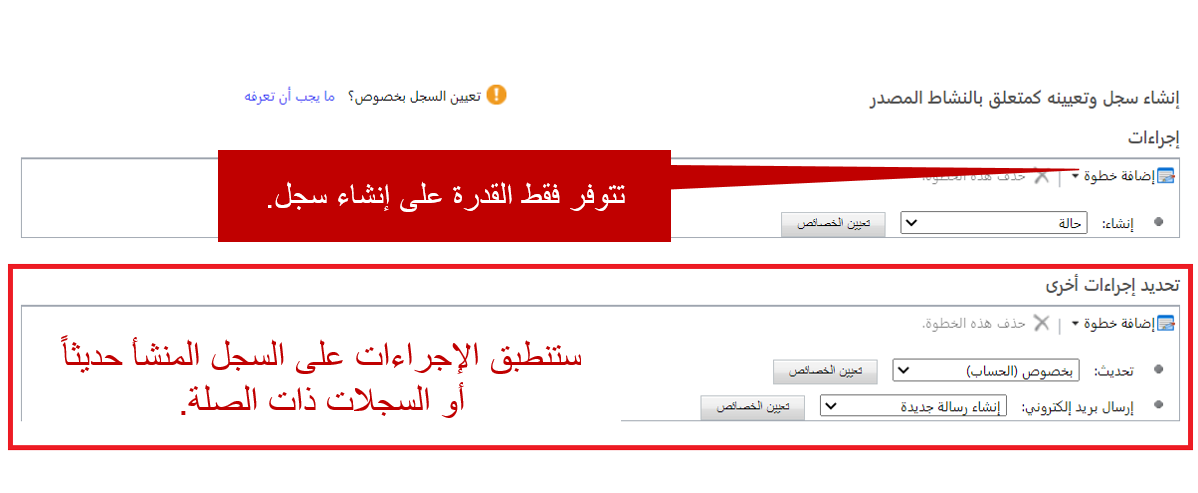 إنشاء سجل وتعيينه كمتعلق بالنشاط المصدر
تعيين السجل بخصوص؟ ما يجب أن تعرفه
إجراءات
إضافة خطوة | حذف هذه الخطوة.
تتوفر فقط القدرة على إنشاء سجل.
إنشاء: حالة تعيين الخصائص
تحديد إجراءات أخرى
إضافة خطوة | حذف هذه الخطوة.
ستنطبق الإجراءات على السجل المنشأ حديثاً
أو السجلات ذات الصلة.
تحديث: بخصوص (الحساب) تعيين الخصائص
إرسال بريد إلكتروني: إنشاء رسالة جديدة تعيين الخصائص